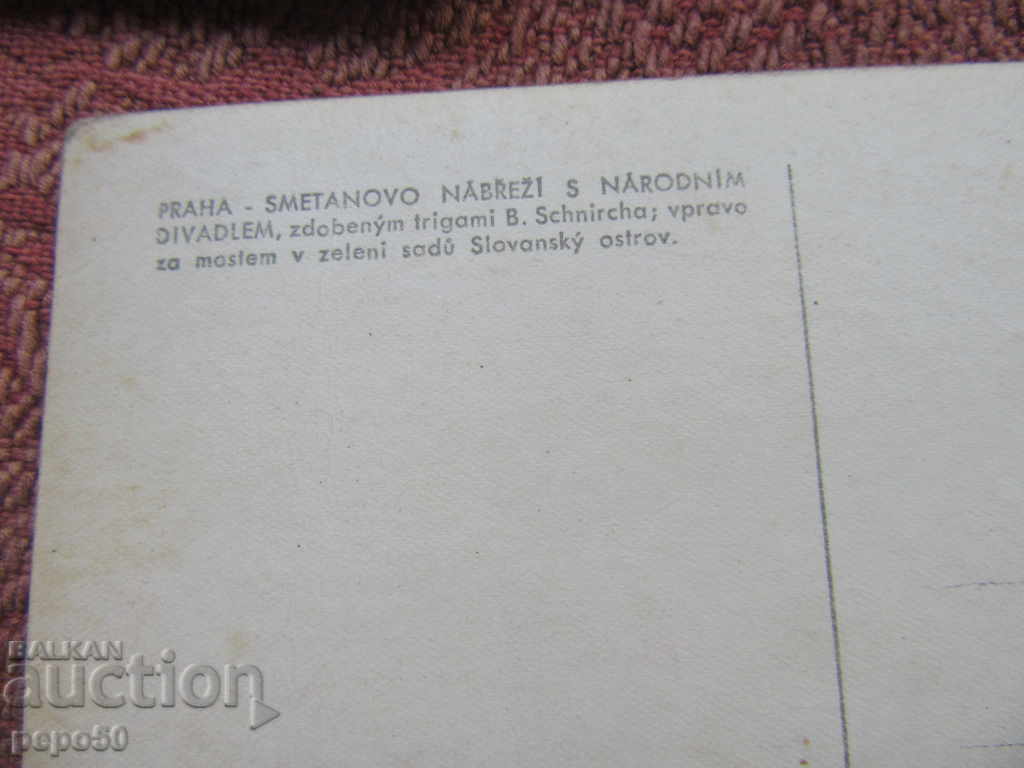 PRAHA - SMETANOVO NÁBŘEŽÍ S NÁRODNÍM
DIVADLEM, zdobeným trigami B. Schnircha; vpravo
za mostem v zeleni sadů Slovanský ostrov.
BALKAN
auction
pepo50